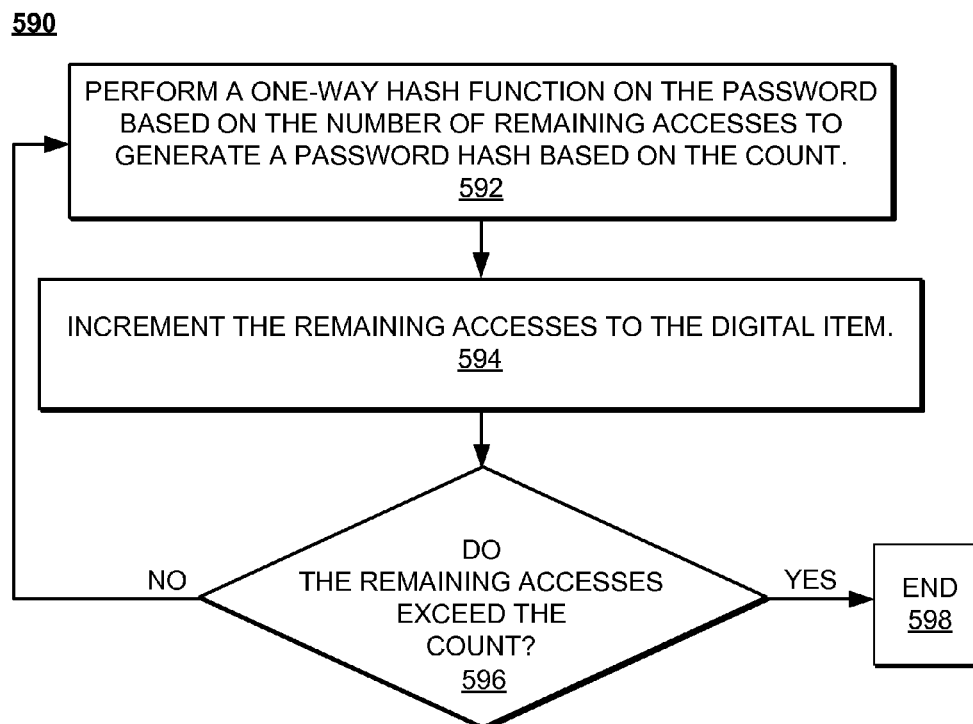 590
PERFORM A ONE-WAY HASH FUNCTION ON THE PASSWORD
BASED ON THE NUMBER OF REMAINING ACCESSES TO
GENERATE A PASSWORD HASH BASED ON THE COUNT.
592
INCREMENT THE REMAINING ACCESSES TO THE DIGITAL ITEM.
594
DO
THE REMAINING ACCESSES
EXCEED THE
COUNT?
596
NO
YES
END
598